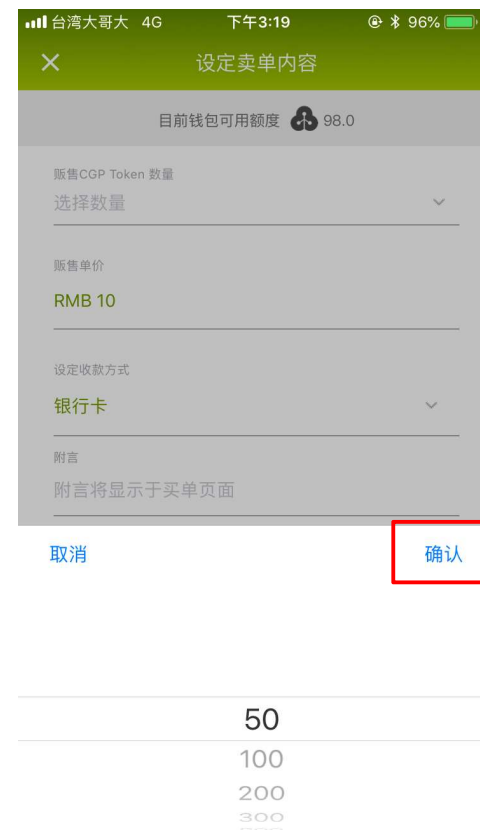 台湾大哥大 4G 下午3:19 96%
设定卖单内容
目前钱包可用额度 98.0
贩售CGP Token 数量
选择数量
贩售单价
RMB 10
设定收款方式
银行卡
附言
附言将显示于买单页面
取消 确认
50
100
200
300